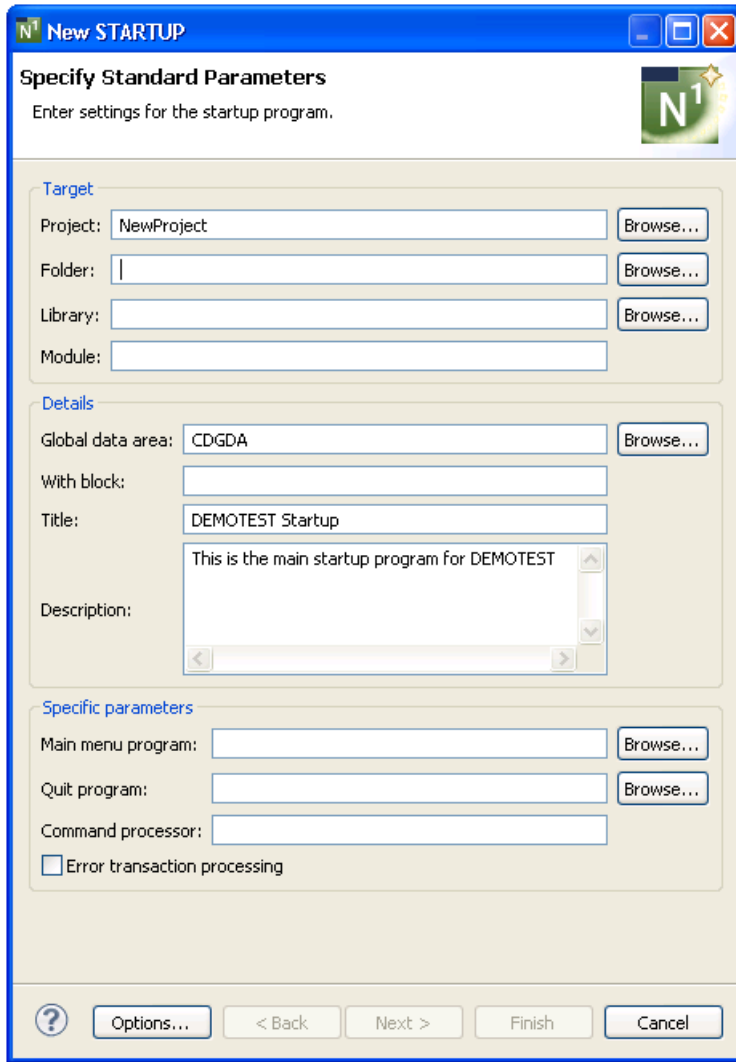 N1 New STARTUP
Specify Standard Parameters
Enter settings for the startup program.
N1
Target
Project: NewProject Browse...
Folder: Browse...
Library: Browse...
Module:
Details
Global data area: CDGDA Browse...
With block:
Title: DEMOTEST Startup
This is the main startup program for DEMOTEST
Description:
Specific parameters
Main menu program: Browse...
Quit program: Browse...
Command processor:
Error transaction processing
? Options... < Back Next > Finish Cancel